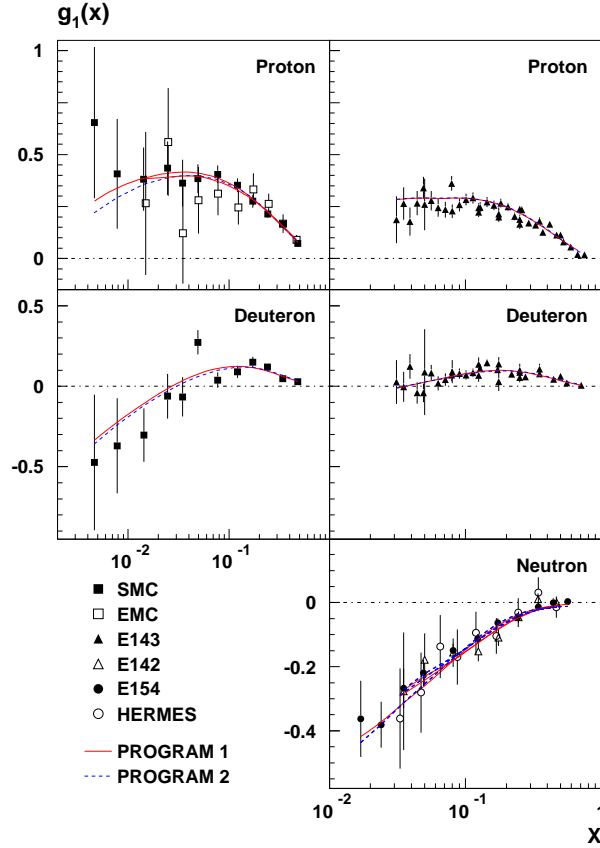 g1(x)
1
Proton
Proton
0.5
0
Deuteron
Deuteron
0.5
0
-0.5
10-2
10-1
Neutron
SMC
EMC
E143
E142
E154
HERMES
PROGRAM 1
PROGRAM 2
0
-0.2
-0.4
10-2
10-1
1
X